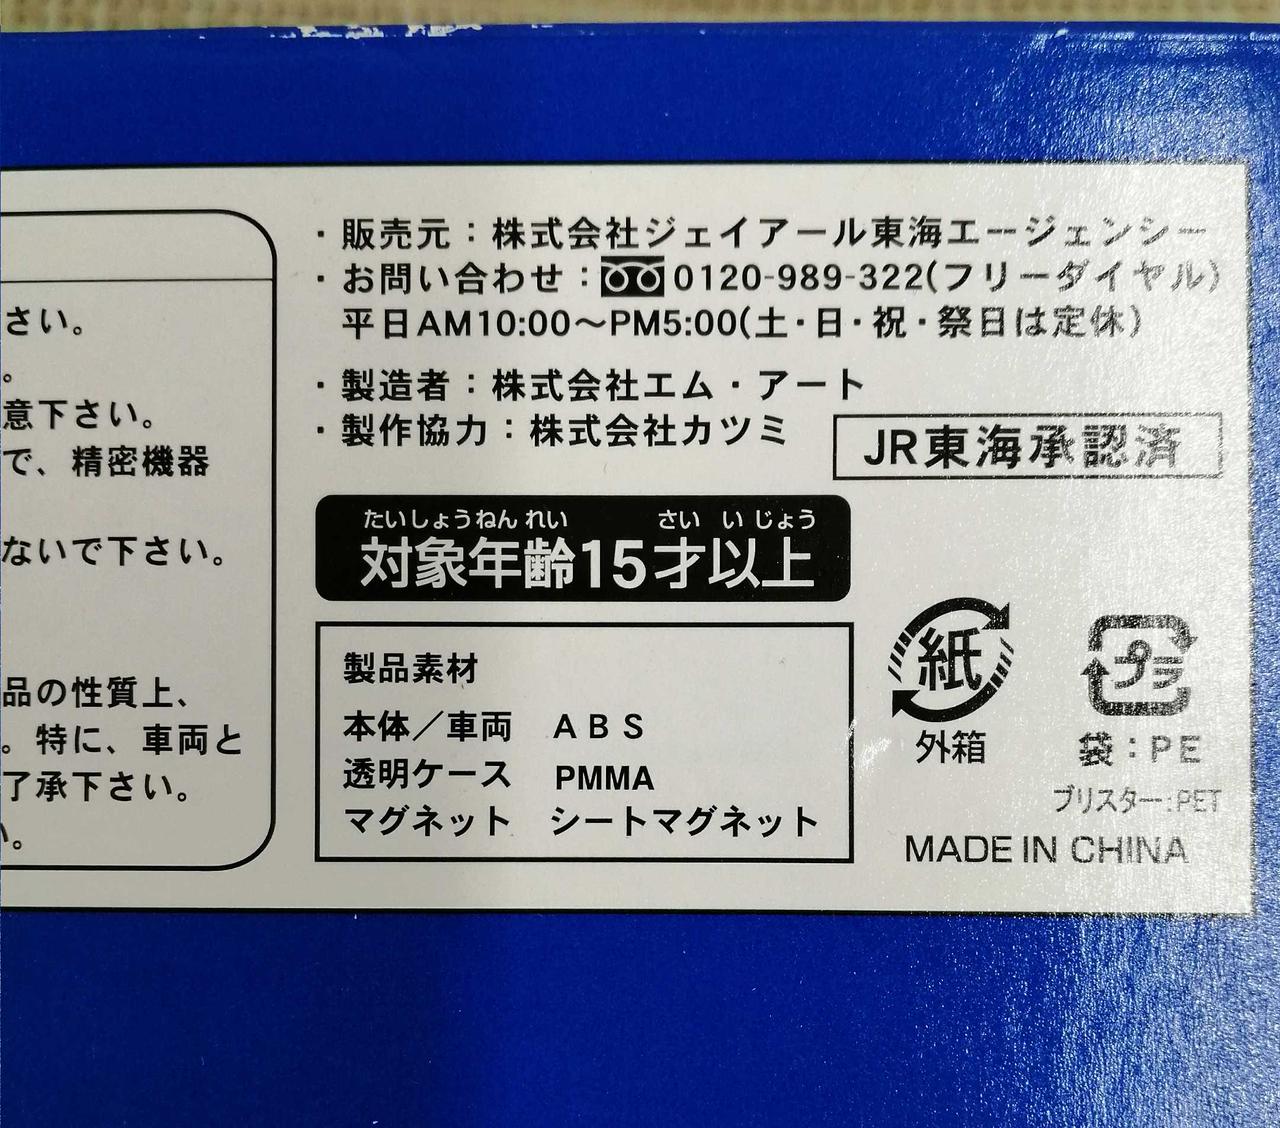 さい。
。
意下さい。
で、精密機器
ないで下さい。
品の性質上、
。特に、車両と
了承下さい。
い。
・販売元：株式会社ジェイアール東海エージェンシー
・お問い合わせ：0120-989-322(フリーダイヤル)
平日AM10:00～PM5:00(土・日・祝・祭日は定休)
・製造者：株式会社エム・アート
・製作協力：株式会社カツミ
JR東海承認済
たいしょうねんれい さいいじょう
対象年齢15才以上
製品素材
本体／車両 ABS
透明ケース PMMA
マグネット シートマグネット
紙
外箱
プラ
袋：PE
ブリスター：PET
MADE IN CHINA